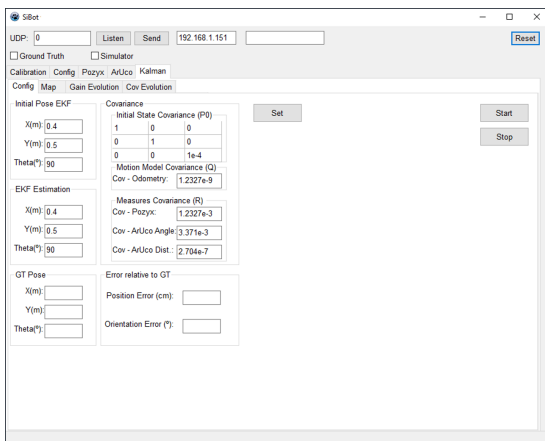 SiBot
UDP: 0 Listen Send 192.168.1.151 Reset
Ground Truth Simulator
Calibration Config Pozyx ArUco Kalman
Config Map Gain Evolution Cov Evolution
Initial Pose EKF
X(m): 0.4
Y(m): 0.5
Theta(º): 90
EKF Estimation
X(m): 0.4
Y(m): 0.5
Theta(º): 90
GT Pose
X(m):
Y(m):
Theta(º):
Covariance
Initial State Covariance (P0)
1 0 0
0 1 0
0 0 1e-4
Motion Model Covariance (Q)
Cov - Odometry: 1.2327e-9
Measures Covariance (R)
Cov - Pozyx: 1.2327e-3
Cov - ArUco Angle: 3.371e-3
Cov - ArUco Dist.: 2.704e-7
Error relative to GT
Position Error (cm):
Orientation Error (º):
Set
Start
Stop